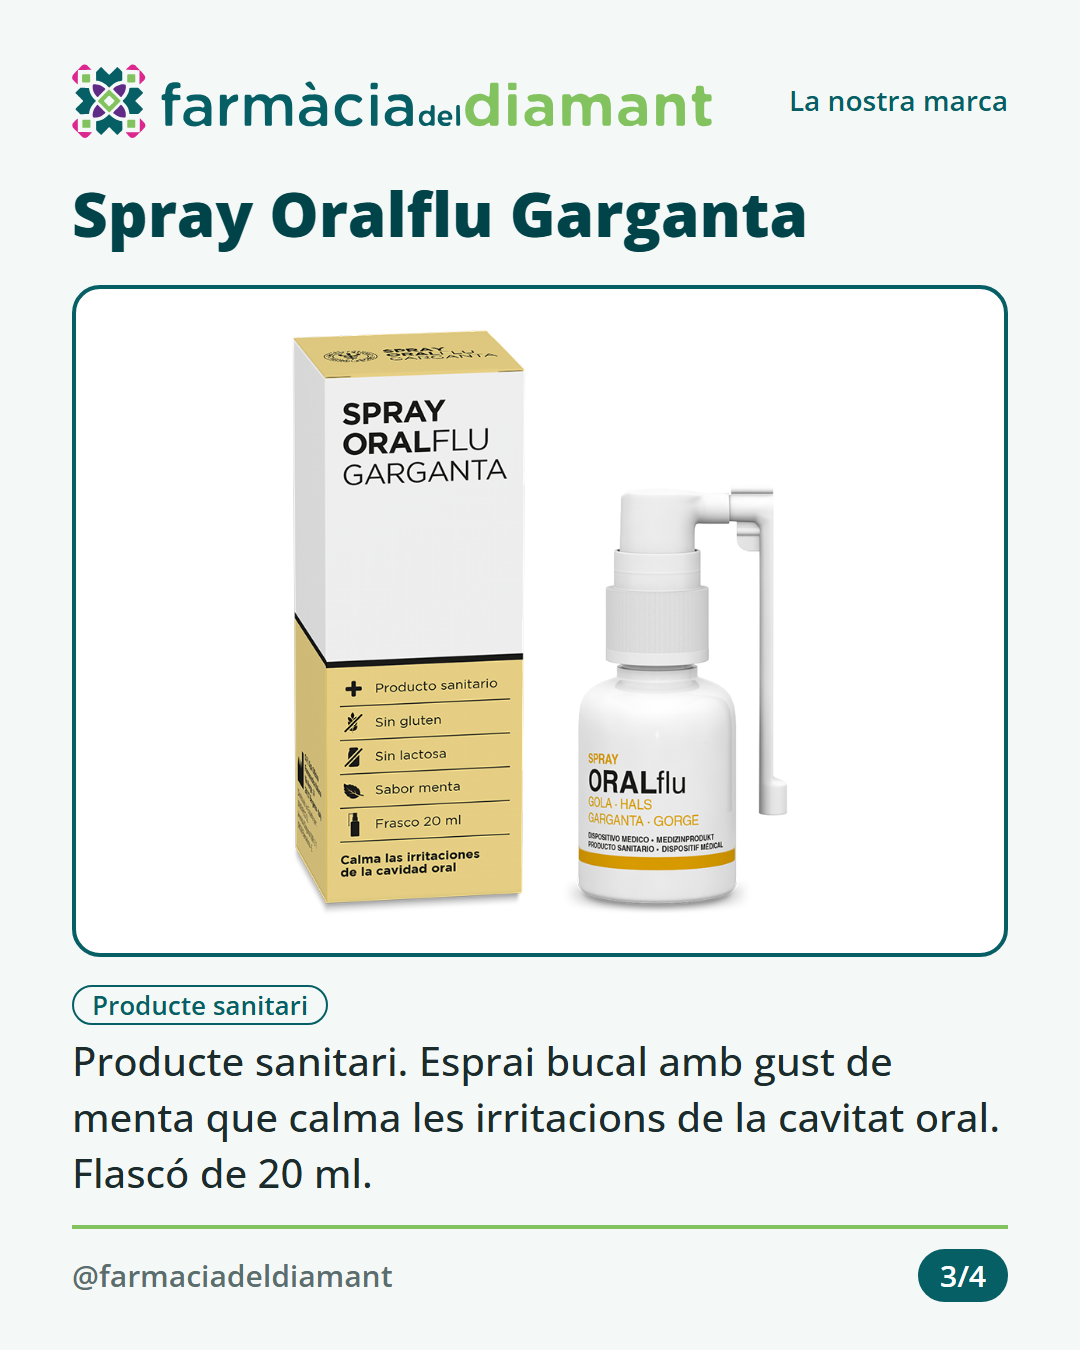 farmàciadeldiamant
La nostra marca
Spray Oralflu Garganta
SPRAY
ORALFLU
GARGANTA
SPRAY
ORALFLU
GARGANTA
Producto sanitario
Sin gluten
Sin lactosa
Sabor menta
Frasco 20 ml
Calma las irritaciones
de la cavidad oral
SPRAY
ORALflu
GOLA · HALS
GARGANTA · GORGE
DISPOSITIVO MEDICO • MEDIZINPRODUKT
PRODUCTO SANITARIO • DISPOSITIF MÉDICAL
Producte sanitari
Producte sanitari. Esprai bucal amb gust de
menta que calma les irritacions de la cavitat oral.
Flascó de 20 ml.
@farmaciadeldiamant
3/4